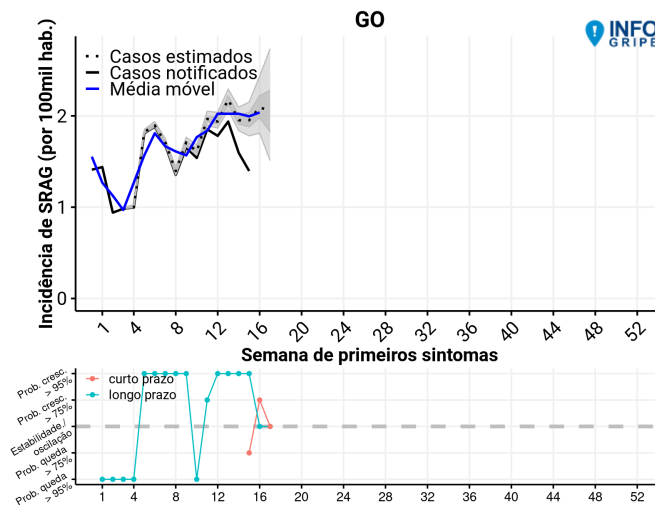 GO
INFO
GRIPE
Incidência de SRAG (por 100mil hab.)
Casos estimados
Casos notificados
Média móvel
2
1
0
1 4 8 12 16 20 24 28 32 36 40 44 48 52
Semana de primeiros sintomas
Prob. cresc.
> 95%
Prob. cresc.
> 75%
Estabilidade./
oscilação
Prob. queda
> 75%
Prob. queda
> 95%
curto prazo
longo prazo
1 4 8 12 16 20 24 28 32 36 40 44 48 52